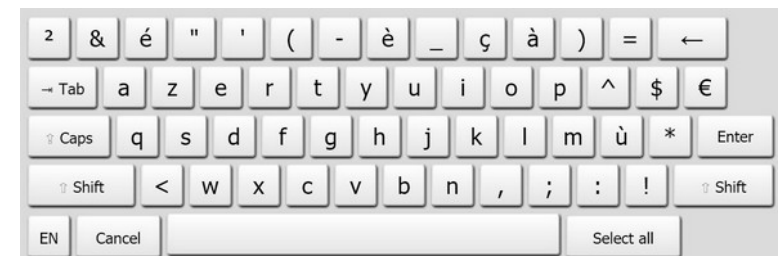 ² & é " ' ( - è _ ç à ) = ←
⇥ Tab a z e r t y u i o p ^ $ €
⇧ Caps q s d f g h j k l m ù * Enter
⇧ Shift < w x c v b n , ; : ! ⇧ Shift
EN Cancel Select all